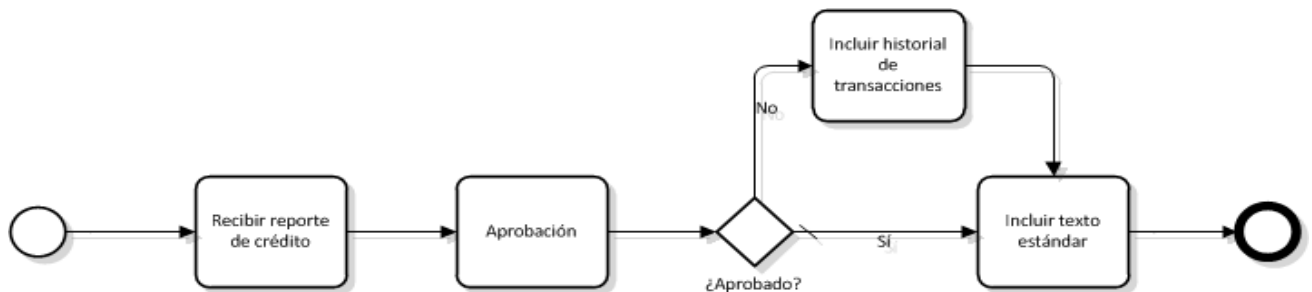 Incluir historial
de
transacciones
No
Recibir reporte
de crédito
Aprobación
Sí
Incluir texto
estándar
¿Aprobado?